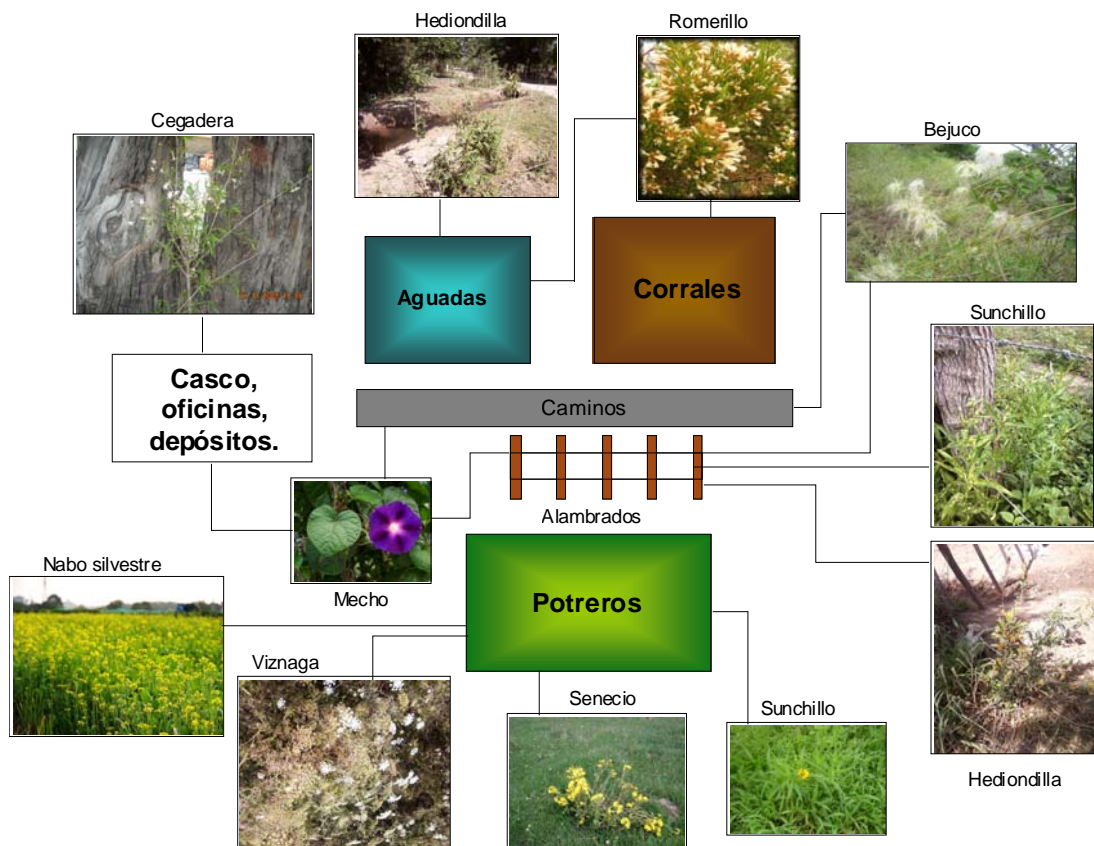 Hediondilla
Romerillo
Cegadera
Bejuco
Aguadas
Corrales
Sunchillo
Casco,
oficinas,
depósitos.
Caminos
Alambrados
Nabo silvestre
Mecho
Potreros
Viznaga
Senecio
Sunchillo
Hediondilla